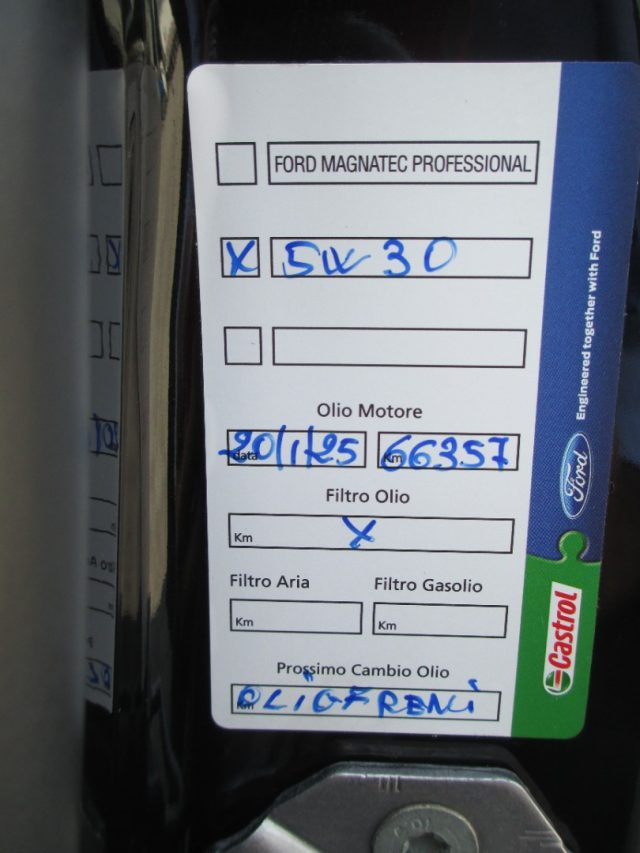 FORD MAGNATEC PROFESSIONAL
X 5W30
Olio Motore
data 20/1/25 Km 66357
Filtro Olio
Km X
Filtro Aria Filtro Gasolio
Km Km
Prossimo Cambio Olio
Km OLIO FRENI
Engineered together with Ford
Ford
Castrol